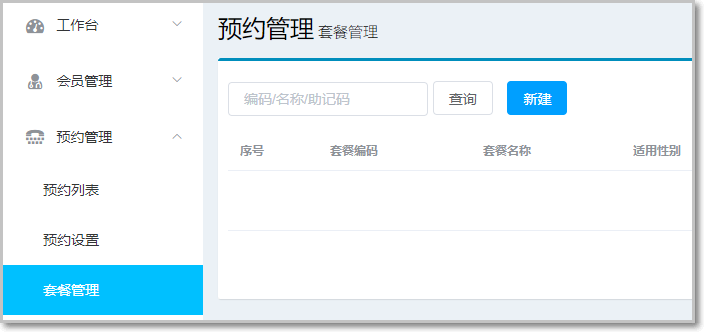 工作台
会员管理
预约管理
预约列表
预约设置
套餐管理
预约管理 套餐管理
编码/名称/助记码 查询 新建
序号 套餐编码 套餐名称 适用性别